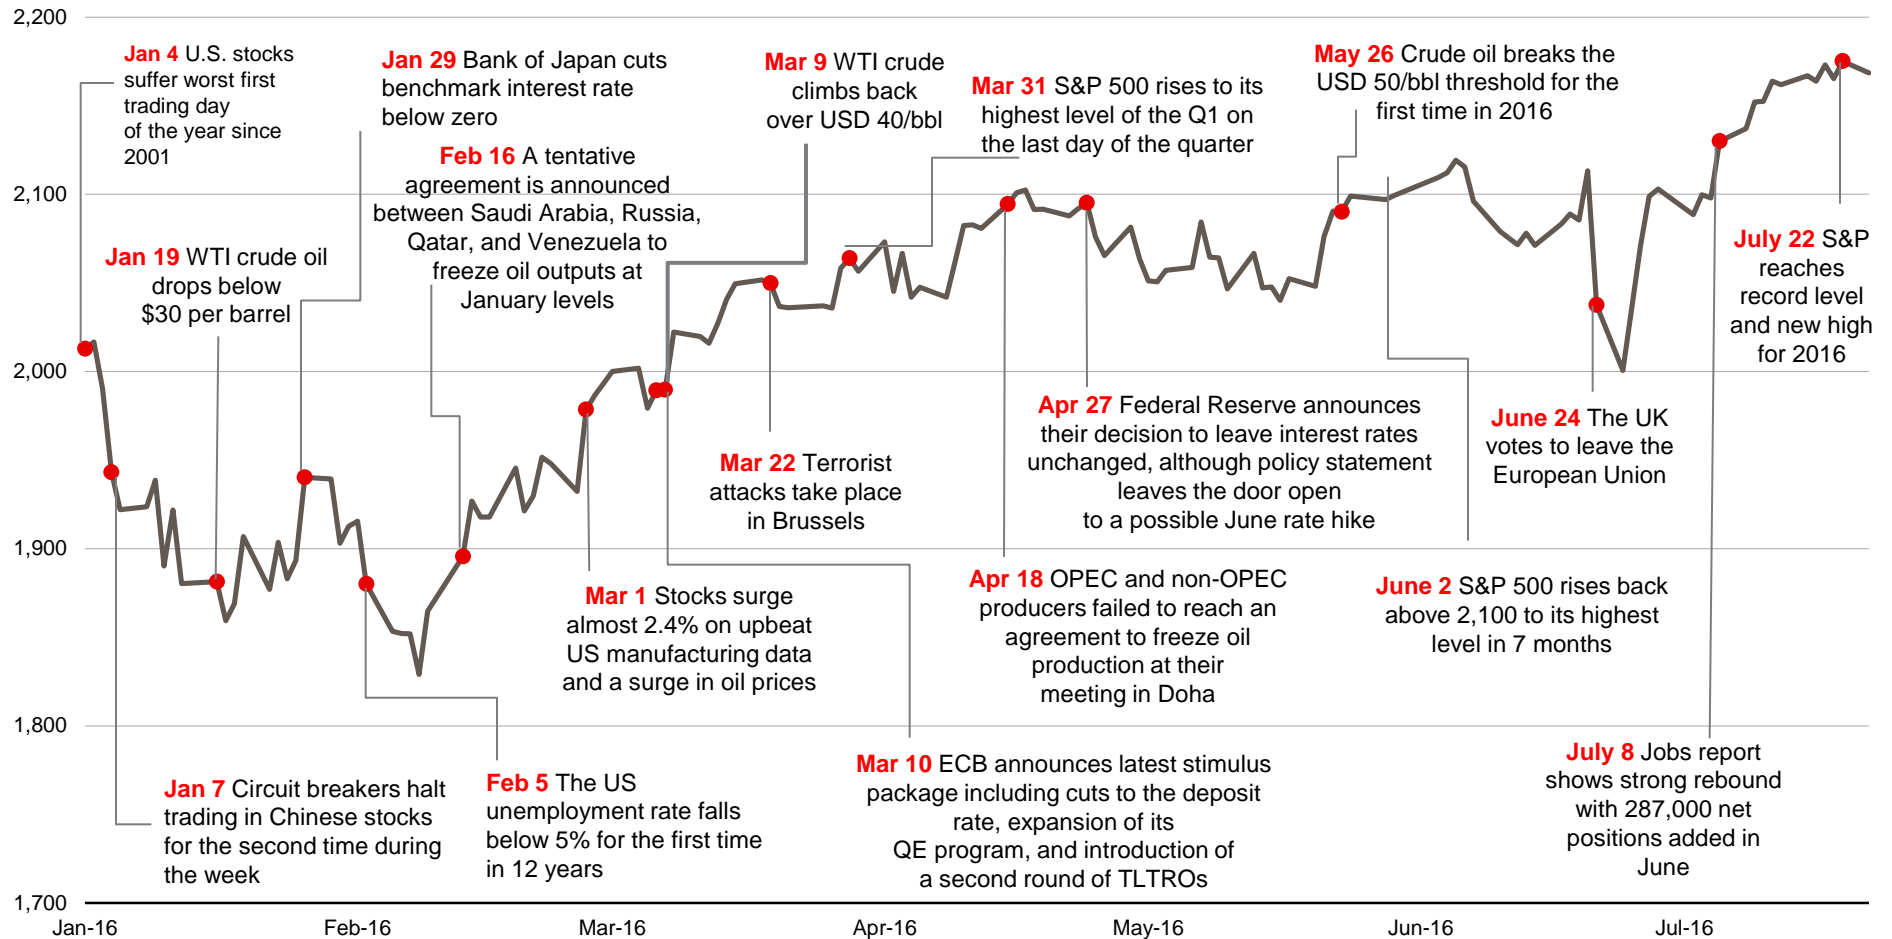 2,200
2,100
2,000
1,900
1,800
1,700
Jan 4 U.S. stocks
suffer worst first
trading day
of the year since
2001
Jan 29 Bank of Japan cuts
benchmark interest rate
below zero
Mar 9 WTI crude
climbs back
over USD 40/bbl
Mar 31 S&P 500 rises to its
highest level of the Q1 on
the last day of the quarter
May 26 Crude oil breaks the
USD 50/bbl threshold for the
first time in 2016
Feb 16 A tentative
agreement is announced
between Saudi Arabia, Russia,
Qatar, and Venezuela to
freeze oil outputs at
January levels
Jan 19 WTI crude oil
drops below
$30 per barrel
July 22 S&P
reaches
record level
and new high
for 2016
Mar 22 Terrorist
attacks take place
in Brussels
Apr 27 Federal Reserve announces
their decision to leave interest rates
unchanged, although policy statement
leaves the door open
to a possible June rate hike
June 24 The UK
votes to leave the
European Union
Mar 1 Stocks surge
almost 2.4% on upbeat
US manufacturing data
and a surge in oil prices
Apr 18 OPEC and non-OPEC
producers failed to reach an
agreement to freeze oil
production at their
meeting in Doha
June 2 S&P 500 rises back
above 2,100 to its highest
level in 7 months
Jan 7 Circuit breakers halt
trading in Chinese stocks
for the second time during
the week
Feb 5 The US
unemployment rate falls
below 5% for the first time
in 12 years
Mar 10 ECB announces latest stimulus
package including cuts to the deposit
rate, expansion of its
QE program, and introduction of
a second round of TLTROs
July 8 Jobs report
shows strong rebound
with 287,000 net
positions added in
June
Jan-16
Feb-16
Mar-16
Apr-16
May-16
Jun-16
Jul-16